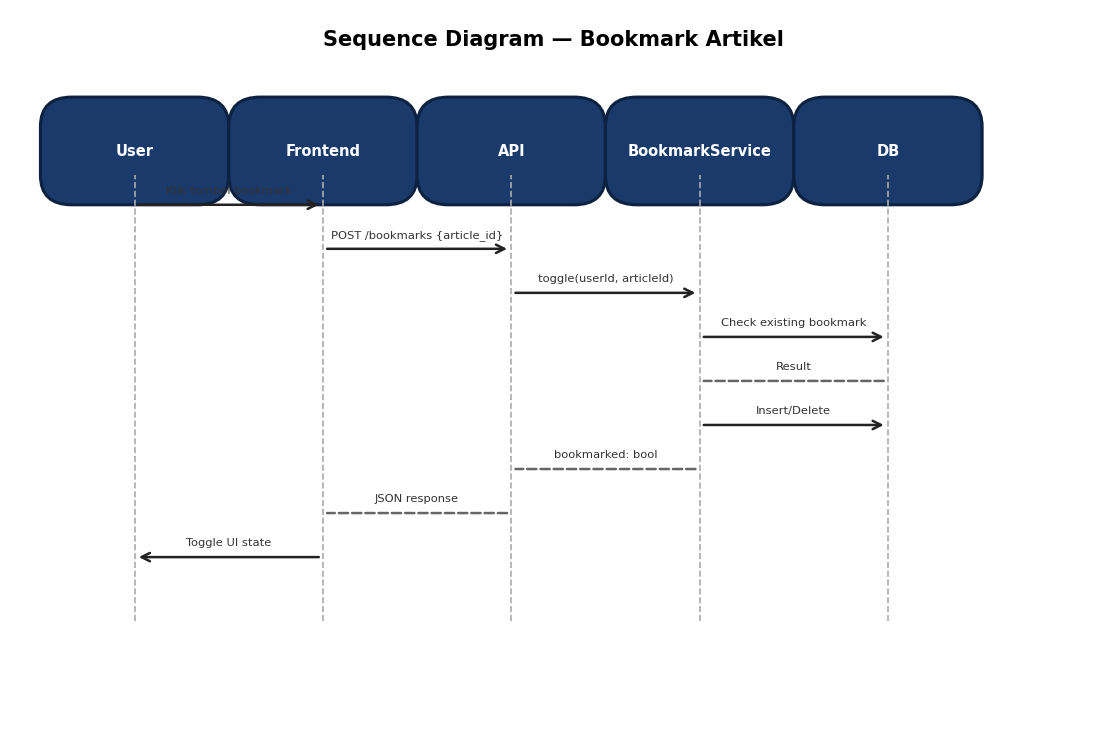 Sequence Diagram — Bookmark Artikel
User
Frontend
API
BookmarkService
DB
POST /bookmarks {article_id}
toggle(userId, articleId)
Check existing bookmark
Result
Insert/Delete
bookmarked: bool
JSON response
Toggle UI state